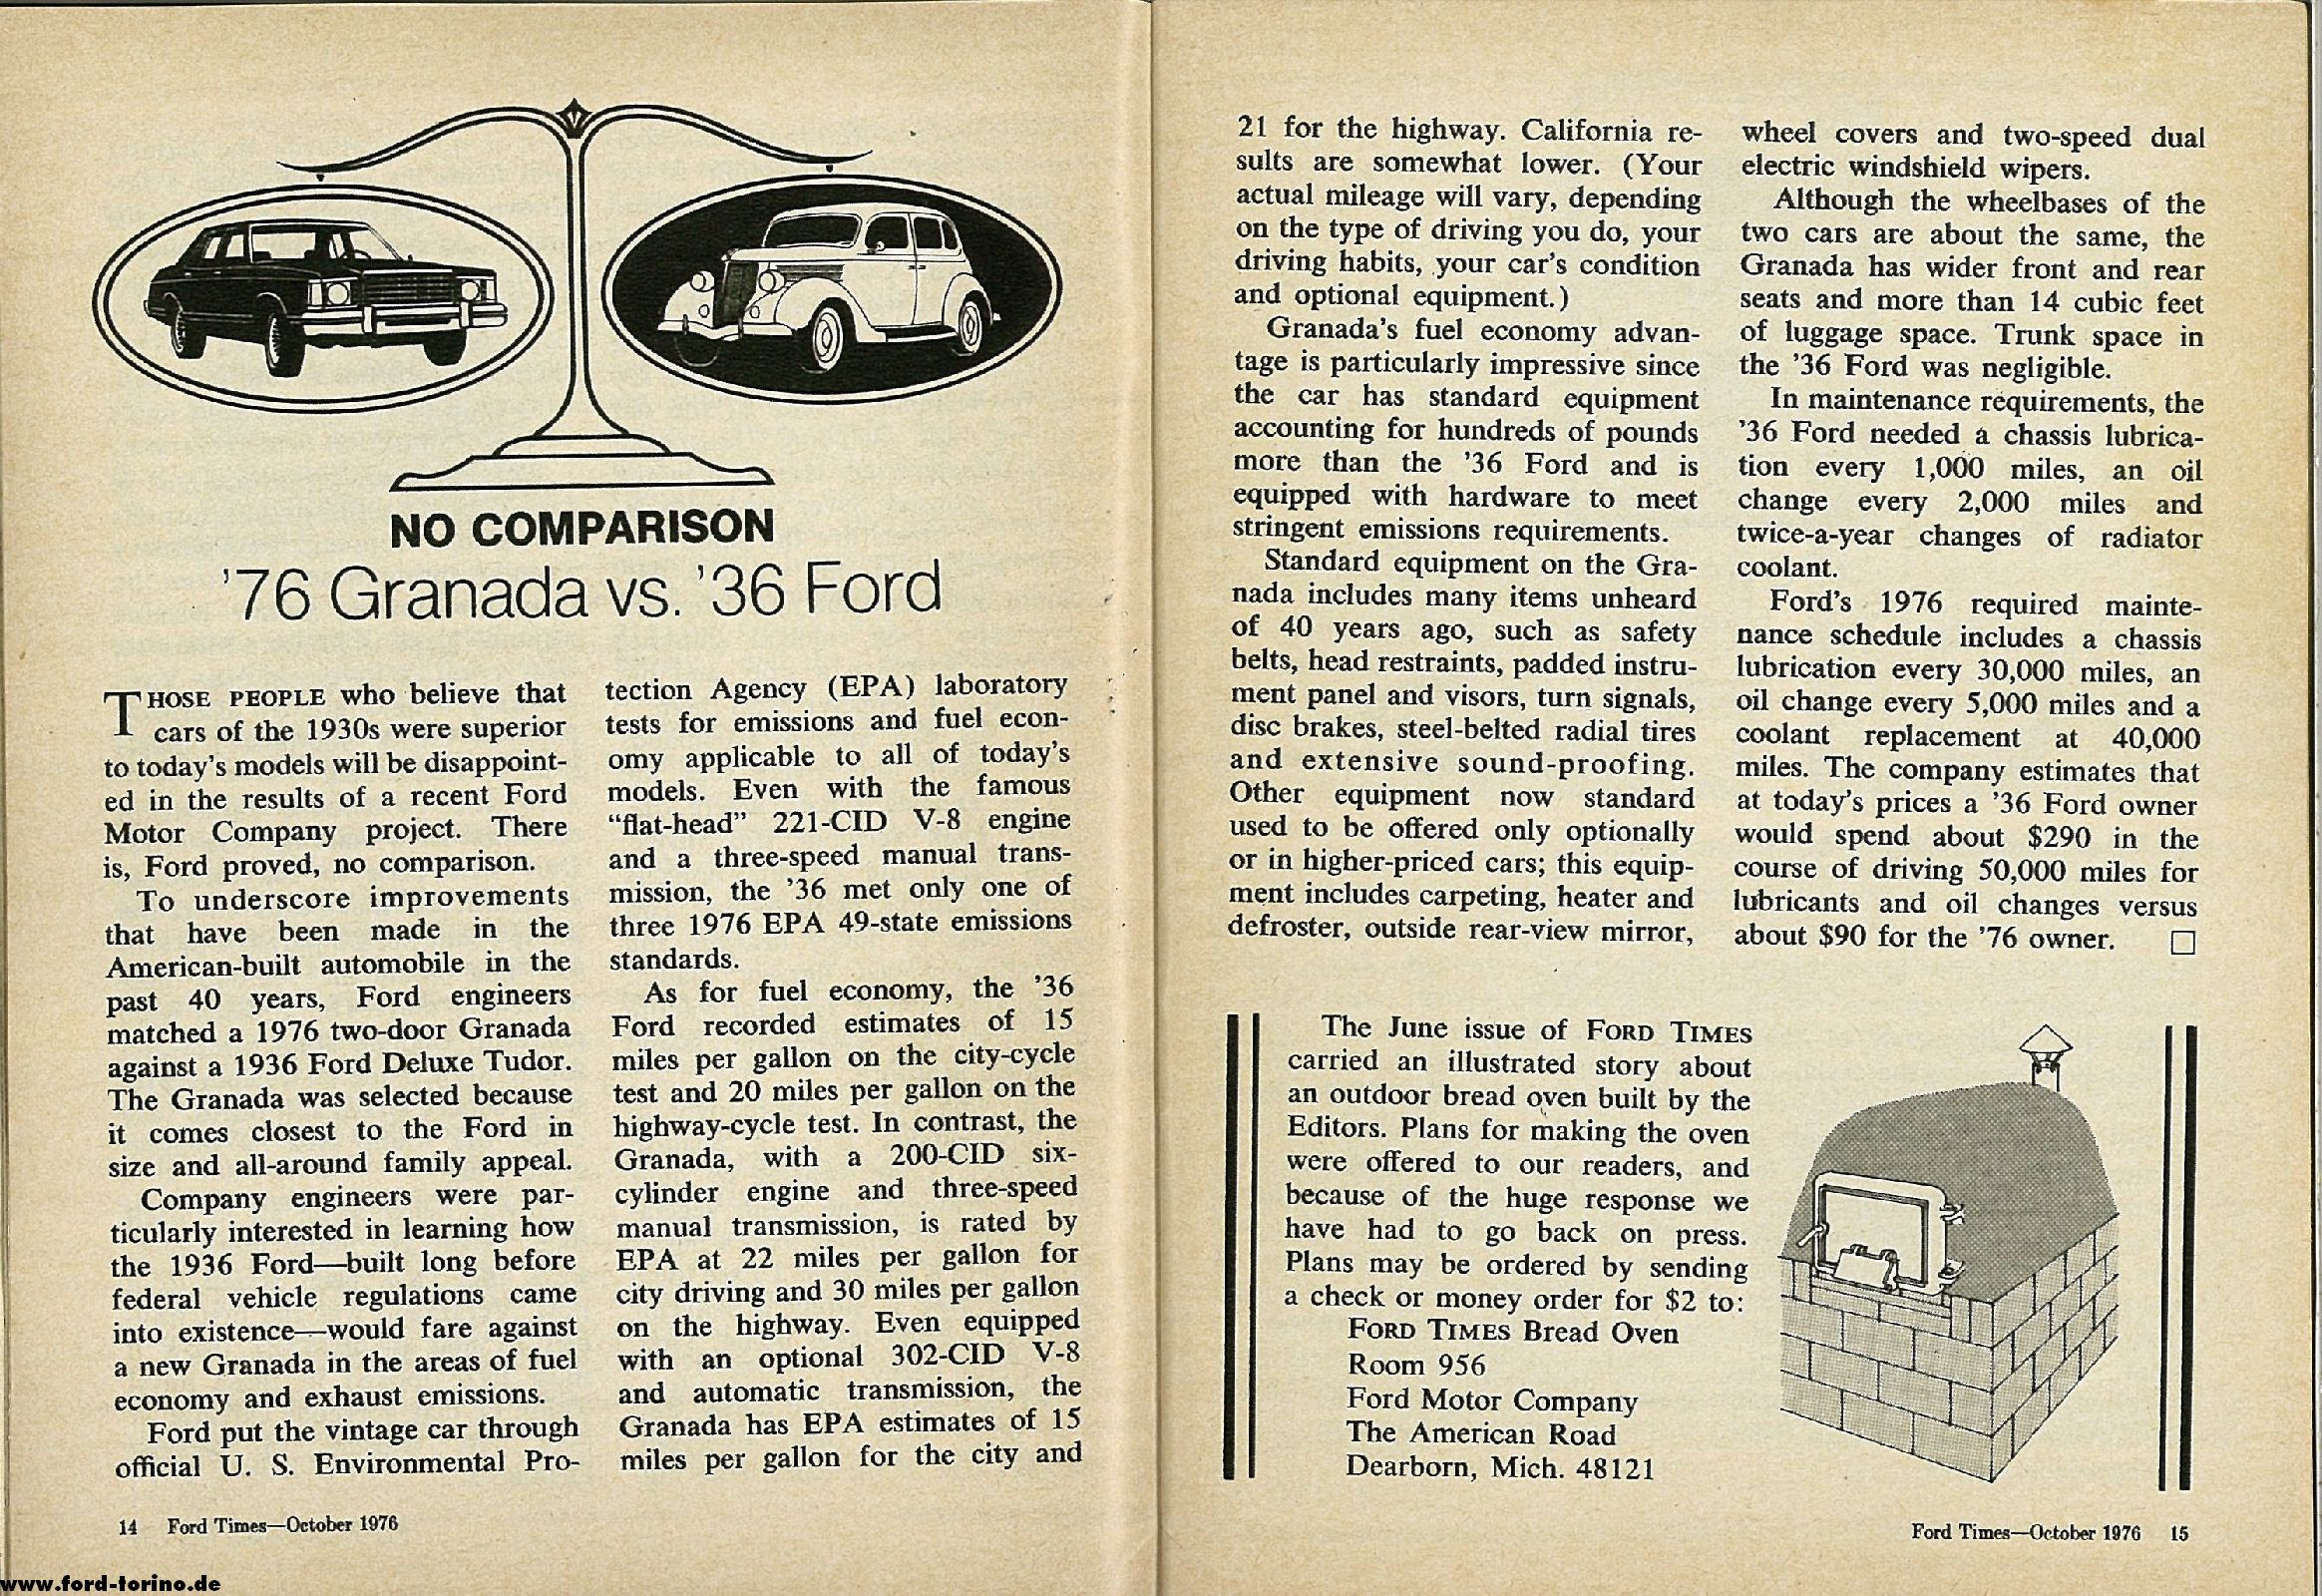 NO COMPARISON
'76 Granada vs. '36 Ford
THOSE PEOPLE who believe that
cars of the 1930s were superior
to today's models will be disappoint-
ed in the results of a recent Ford
Motor Company project. There
is, Ford proved, no comparison.
To underscore improvements
that have been made in the
American-built automobile in the
past 40 years, Ford engineers
matched a 1976 two-door Granada
against a 1936 Ford Deluxe Tudor.
The Granada was selected because
it comes closest to the Ford in
size and all-around family appeal.
Company engineers were par-
ticularly interested in learning how
the 1936 Ford—built long before
federal vehicle regulations came
into existence—would fare against
a new Granada in the areas of fuel
economy and exhaust emissions.
Ford put the vintage car through
official U. S. Environmental Pro-
tection Agency (EPA) laboratory
tests for emissions and fuel econ-
omy applicable to all of today's
models. Even with the famous
"flat-head" 221-CID V-8 engine
and a three-speed manual trans-
mission, the '36 met only one of
three 1976 EPA 49-state emissions
standards.
As for fuel economy, the '36
Ford recorded estimates of 15
miles per gallon on the city-cycle
test and 20 miles per gallon on the
highway-cycle test. In contrast, the
Granada, with a 200-CID six-
cylinder engine and three-speed
manual transmission, is rated by
EPA at 22 miles per gallon for
city driving and 30 miles per gallon
on the highway. Even equipped
with an optional 302-CID V-8
and automatic transmission, the
Granada has EPA estimates of 15
miles per gallon for the city and
14 Ford Times—October 1976
21 for the highway. California re-
sults are somewhat lower. (Your
actual mileage will vary, depending
on the type of driving you do, your
driving habits, your car's condition
and optional equipment.)
Granada's fuel economy advan-
tage is particularly impressive since
the car has standard equipment
accounting for hundreds of pounds
more than the '36 Ford and is
equipped with hardware to meet
stringent emissions requirements.
Standard equipment on the Gra-
nada includes many items unheard
of 40 years ago, such as safety
belts, head restraints, padded instru-
ment panel and visors, turn signals,
disc brakes, steel-belted radial tires
and extensive sound-proofing.
Other equipment now standard
used to be offered only optionally
or in higher-priced cars; this equip-
ment includes carpeting, heater and
defroster, outside rear-view mirror,
wheel covers and two-speed dual
electric windshield wipers.
Although the wheelbases of the
two cars are about the same, the
Granada has wider front and rear
seats and more than 14 cubic feet
of luggage space. Trunk space in
the '36 Ford was negligible.
In maintenance requirements, the
'36 Ford needed a chassis lubrica-
tion every 1,000 miles, an oil
change every 2,000 miles and
twice-a-year changes of radiator
coolant.
Ford's 1976 required mainte-
nance schedule includes a chassis
lubrication every 30,000 miles, an
oil change every 5,000 miles and a
coolant replacement at 40,000
miles. The company estimates that
at today's prices a '36 Ford owner
would spend about $290 in the
course of driving 50,000 miles for
lubricants and oil changes versus
about $90 for the '76 owner. □
The June issue of FORD TIMES
carried an illustrated story about
an outdoor bread oven built by the
Editors. Plans for making the oven
were offered to our readers, and
because of the huge response we
have had to go back on press.
Plans may be ordered by sending
a check or money order for $2 to:
FORD TIMES Bread Oven
Room 956
Ford Motor Company
The American Road
Dearborn, Mich. 48121
Ford Times—October 1976 15
www.ford-torino.de